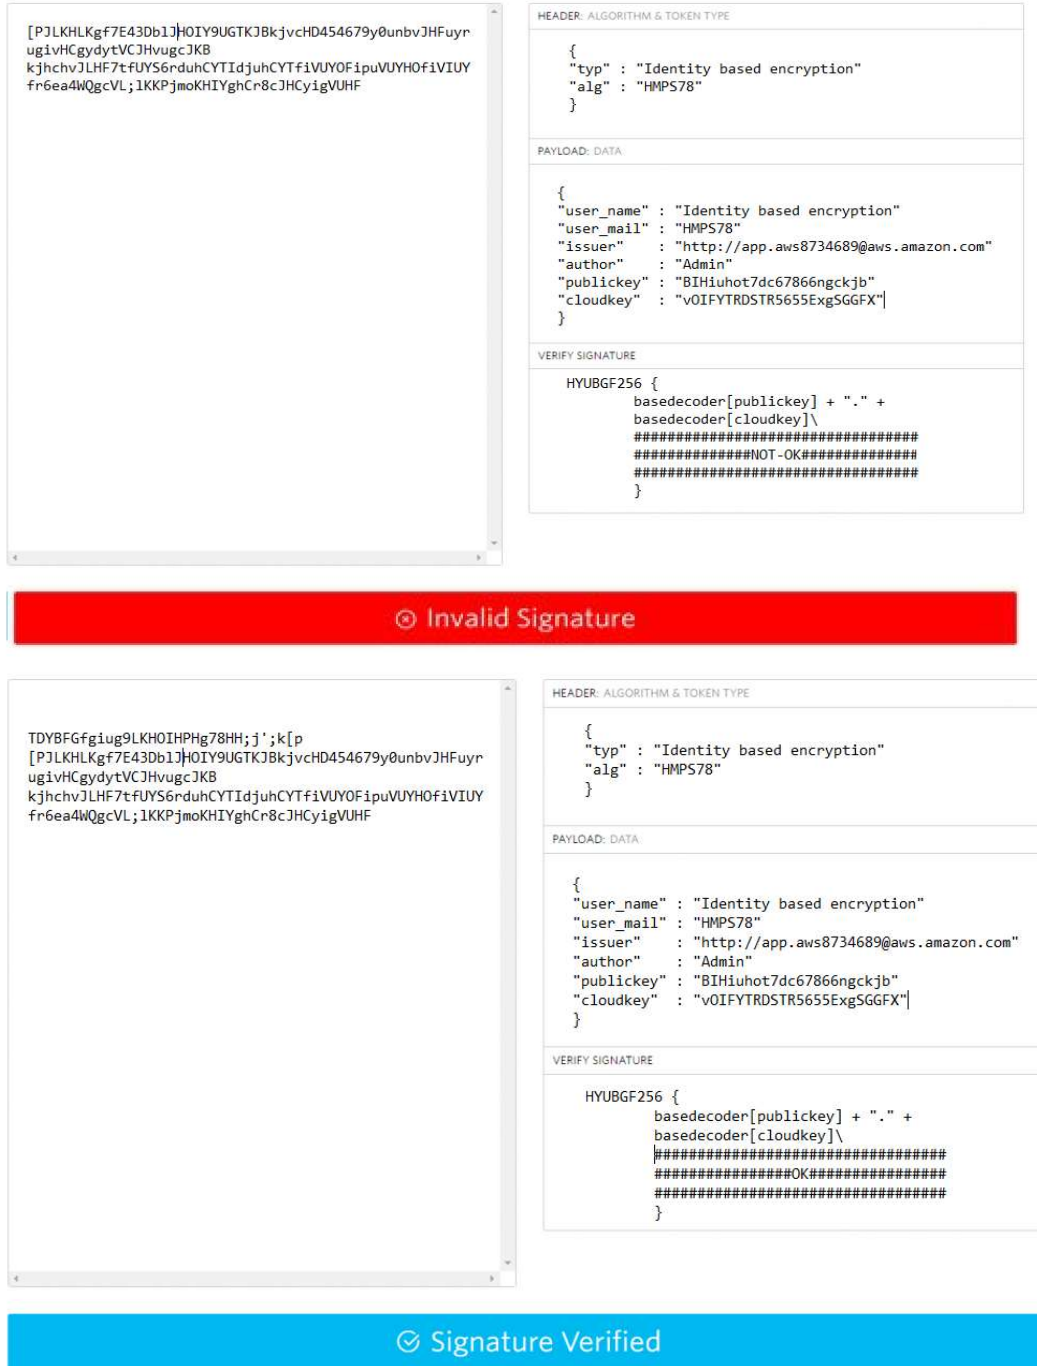 [PJLKHLKgf7E43DblJHOIY9UGTKJBkjvcHD454679y0unbvJHFuyr
ugivHCgydytVCJHvugcJKB
kjhchvJLHF7tfUYS6rduhCYTIdjuhCYTfiVUYOFipuVUYHOfiVIUY
fr6ea4WQgcVL;lKKPjmoKHIYghCr8cJHCyigVUHF
HEADER: ALGORITHM & TOKEN TYPE
{
"typ" : "Identity based encryption"
"alg" : "HMPS78"
}
PAYLOAD: DATA
{
"user_name" : "Identity based encryption"
"user_mail" : "HMPS78"
"issuer" : "http://app.aws8734689@aws.amazon.com"
"author" : "Admin"
"publickey" : "BIHiuhot7dc67866ngckjb"
"cloudkey" : "vOIFYTRDSTR5655ExgSGGFX"
}
VERIFY SIGNATURE
HYUBGF256 {
basedecoder[publickey] + "." +
basedecoder[cloudkey]\
##################################
##############NOT-OK##############
##################################
}
Invalid Signature
TDYBFGfgiug9LKHOIHPHg78HH;j';k[p
[PJLKHLKgf7E43DblJHOIY9UGTKJBkjvcHD454679y0unbvJHFuyr
ugivHCgydytVCJHvugcJKB
kjhchvJLHF7tfUYS6rduhCYTIdjuhCYTfiVUYOFipuVUYHOfiVIUY
fr6ea4WQgcVL;lKKPjmoKHIYghCr8cJHCyigVUHF
HEADER: ALGORITHM & TOKEN TYPE
{
"typ" : "Identity based encryption"
"alg" : "HMPS78"
}
PAYLOAD: DATA
{
"user_name" : "Identity based encryption"
"user_mail" : "HMPS78"
"issuer" : "http://app.aws8734689@aws.amazon.com"
"author" : "Admin"
"publickey" : "BIHiuhot7dc67866ngckjb"
"cloudkey" : "vOIFYTRDSTR5655ExgSGGFX"
}
VERIFY SIGNATURE
HYUBGF256 {
basedecoder[publickey] + "." +
basedecoder[cloudkey]\
##################################
################OK################
##################################
}
Signature Verified